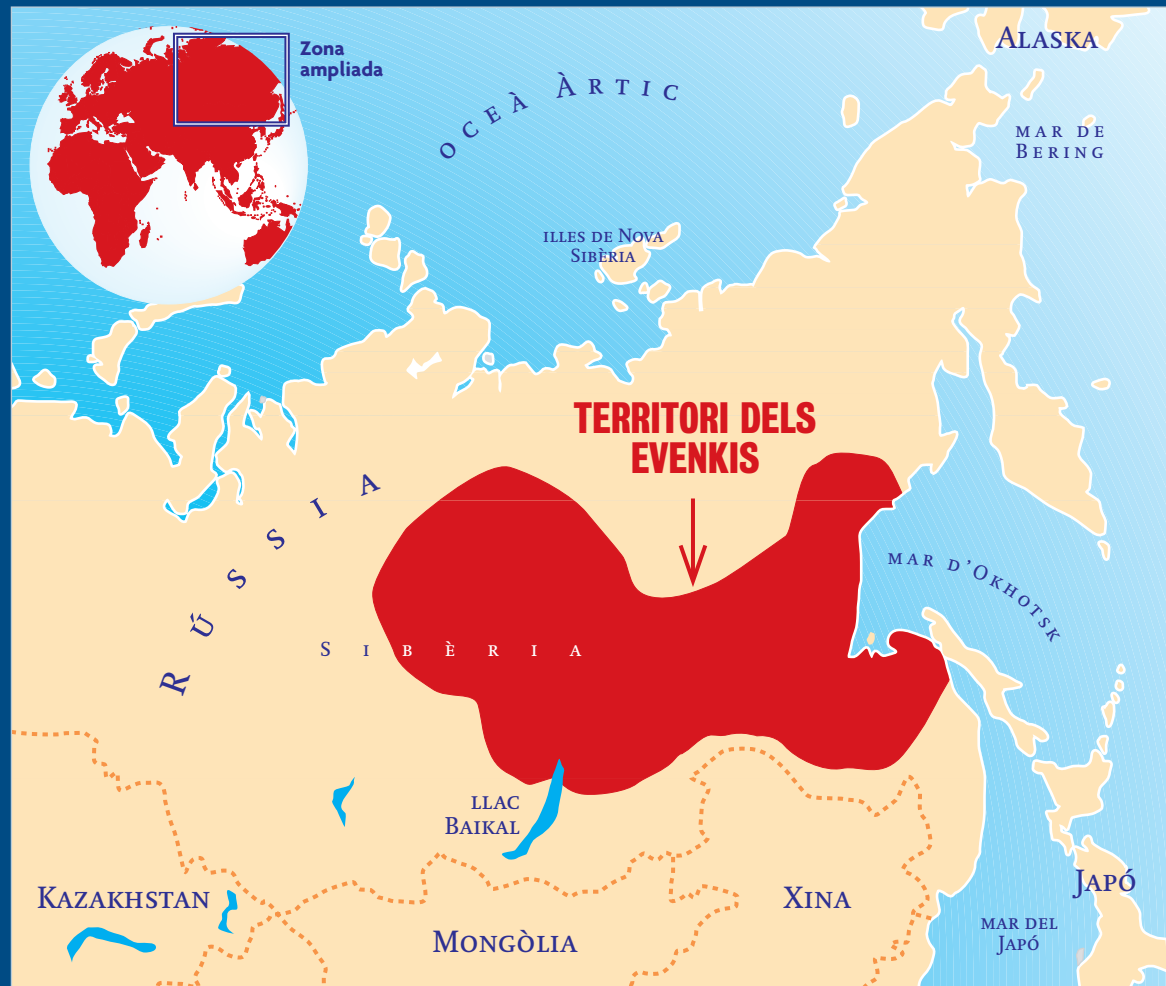 Zona
ampliada
OCEÀ ÀRTIC
ALASKA
MAR DE
BERING
ILLES DE NOVA
SIBÈRIA
TERRITORI DELS
EVENKIS
RÚSSIA
SIBÈRIA
MAR D'OKHOTSK
LLAC
BAIKAL
KAZAKHSTAN
MONGÒLIA
XINA
JAPÓ
MAR DEL
JAPÓ